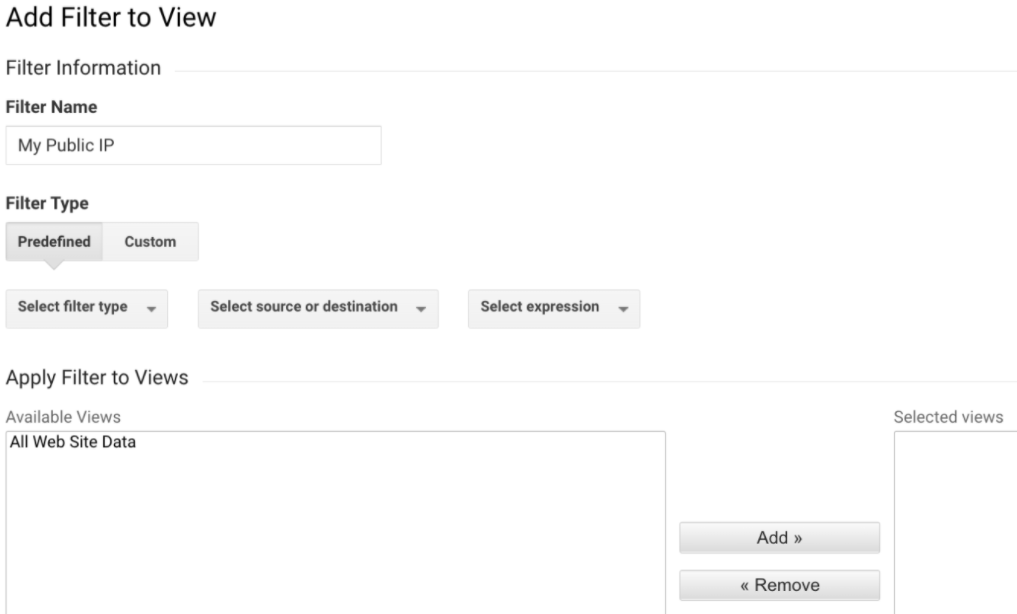 Add Filter to View
Filter Information
Filter Name
My Public IP
Filter Type
Predefined Custom
Select filter type Select source or destination Select expression
Apply Filter to Views
Available Views Selected views
All Web Site Data
Add »
« Remove